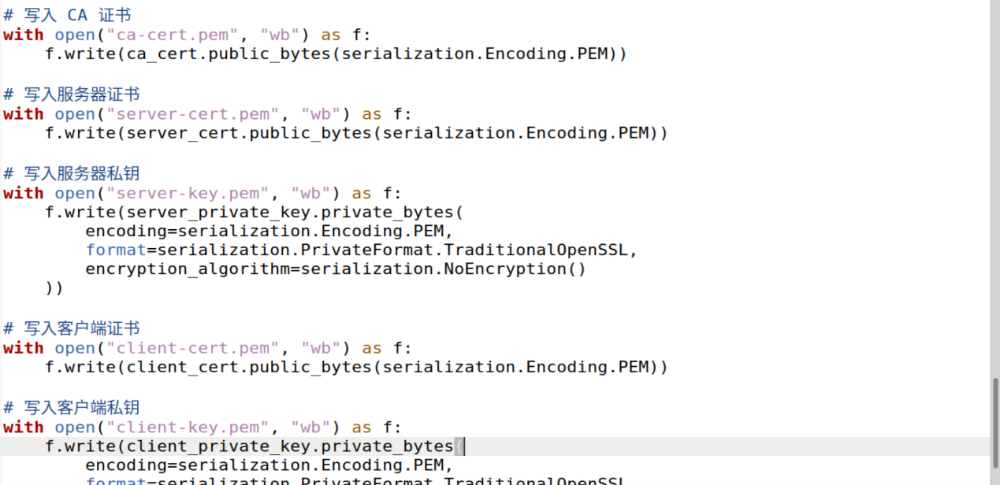 # 写入 CA 证书
with open("ca-cert.pem", "wb") as f:
    f.write(ca_cert.public_bytes(serialization.Encoding.PEM))

# 写入服务器证书
with open("server-cert.pem", "wb") as f:
    f.write(server_cert.public_bytes(serialization.Encoding.PEM))

# 写入服务器私钥
with open("server-key.pem", "wb") as f:
    f.write(server_private_key.private_bytes(
        encoding=serialization.Encoding.PEM,
        format=serialization.PrivateFormat.TraditionalOpenSSL,
        encryption_algorithm=serialization.NoEncryption()
    ))

# 写入客户端证书
with open("client-cert.pem", "wb") as f:
    f.write(client_cert.public_bytes(serialization.Encoding.PEM))

# 写入客户端私钥
with open("client-key.pem", "wb") as f:
    f.write(client_private_key.private_bytes(
        encoding=serialization.Encoding.PEM,
        format=serialization.PrivateFormat.TraditionalOpenSSL,